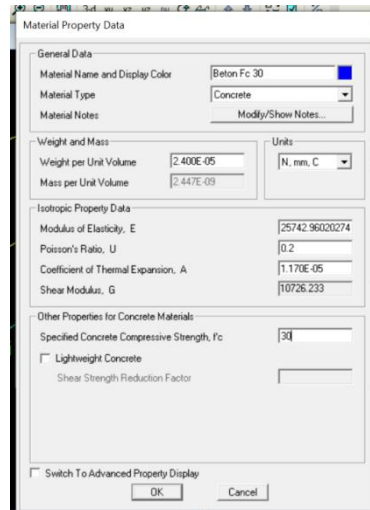 Material Property Data
General Data
Material Name and Display Color Beton Fc 30
Material Type Concrete
Material Notes Modify/Show Notes...
Weight and Mass
Units
Weight per Unit Volume 2.400E-05 N, mm, C
Mass per Unit Volume 2.447E-09
Isotropic Property Data
Modulus of Elasticity, E 25742.96020274
Poisson's Ratio, U 0.2
Coefficient of Thermal Expansion, A 1.170E-05
Shear Modulus, G 10726.233
Other Properties for Concrete Materials
Specified Concrete Compressive Strength, f'c 30
Lightweight Concrete
Shear Strength Reduction Factor
Switch To Advanced Property Display
OK Cancel